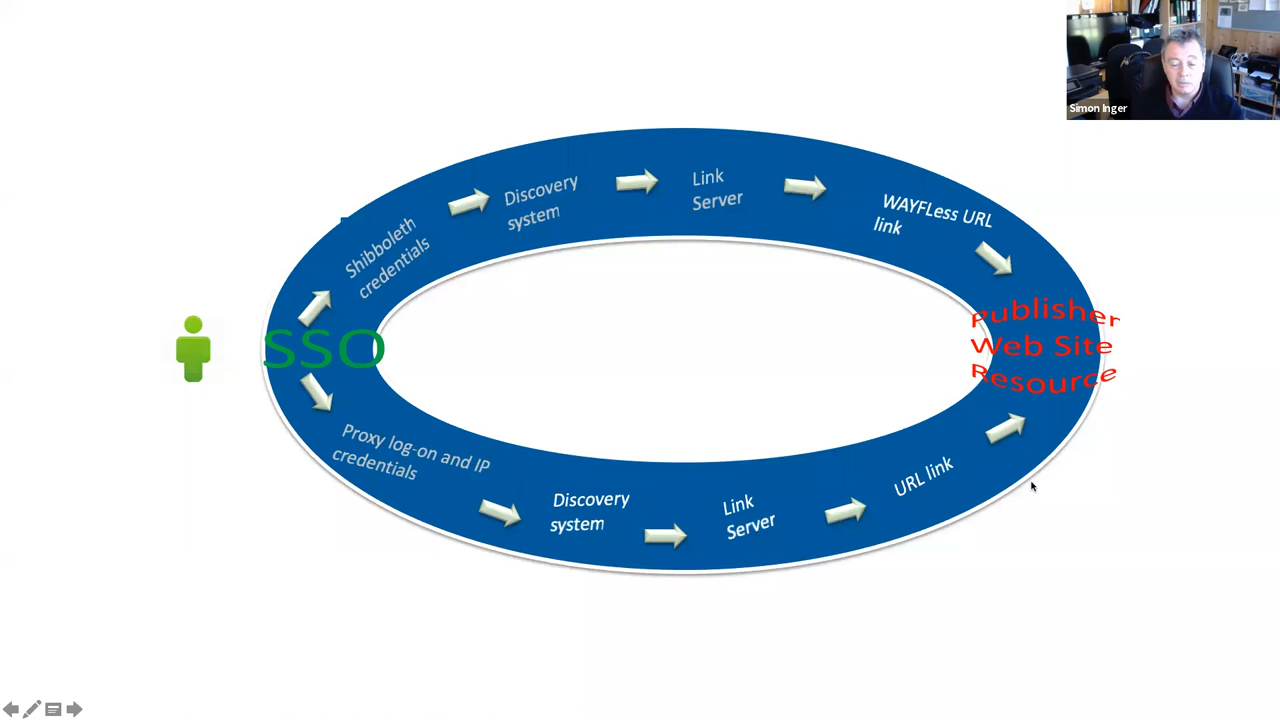 Simon Inger
Shibboleth
credentials
Discovery
system
Link
Server
WAYFLess URL
link
SSO
Publisher
Web Site
Resource
Proxy log-on and IP
credentials
Discovery
system
Link
Server
URL link